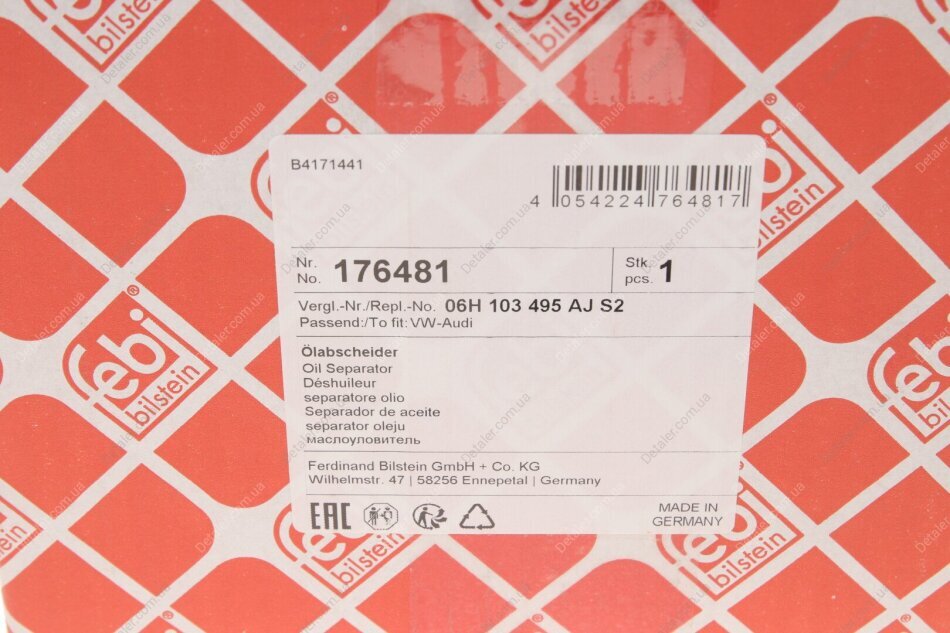 B4171441
4 054224 764817
Nr. No. 176481
Stk. pcs. 1
Vergl.-Nr./Repl.-No. 06H 103 495 AJ S2
Passend:/To fit: VW-Audi
Ölabscheider
Oil Separator
Déshuileur
separatore olio
Separador de aceite
separator oleju
маслоуловитель
Ferdinand Bilstein GmbH + Co. KG
Wilhelmstr. 47 | 58256 Ennepetal | Germany
EAC
MADE IN
GERMANY
febi
bilstein
Detaler.com.ua